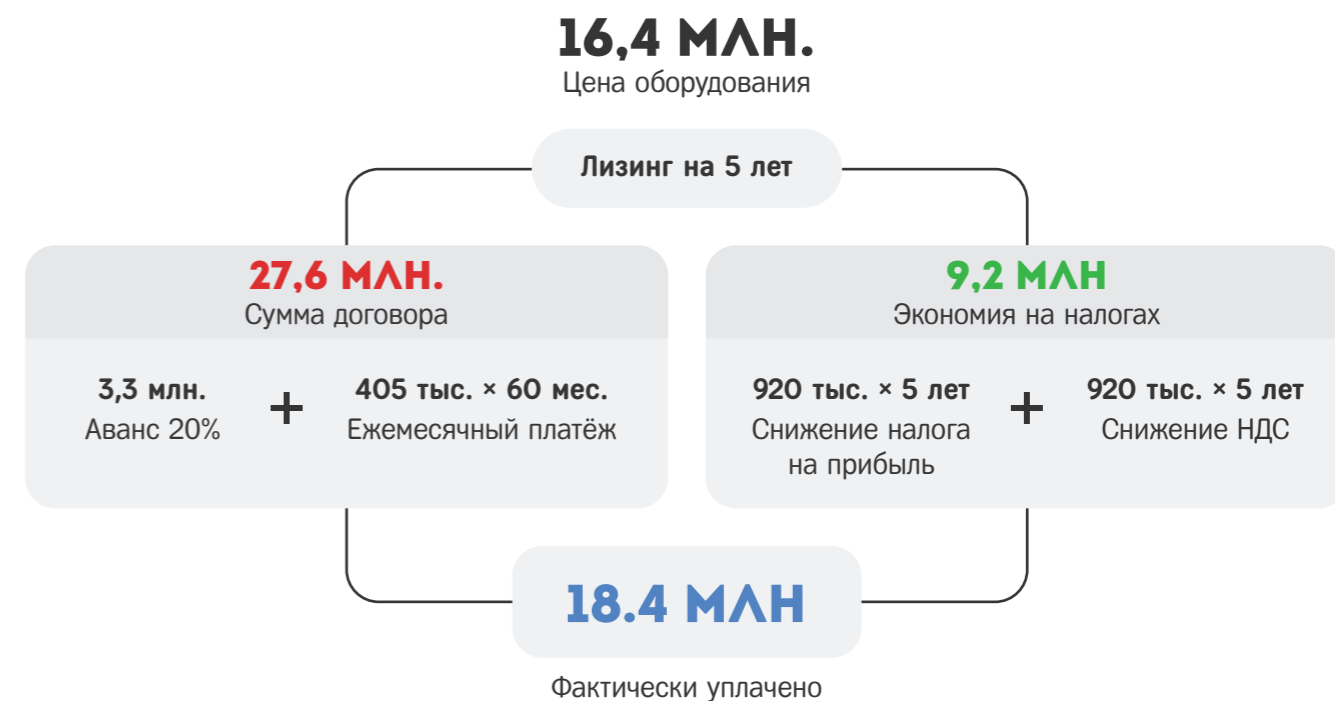 16,4 МЛН.
Цена оборудования
Лизинг на 5 лет
27,6 МЛН.
Сумма договора
3,3 млн.
Аванс 20%
+
405 тыс. × 60 мес.
Ежемесячный платёж
9,2 МЛН
Экономия на налогах
920 тыс. × 5 лет
Снижение налога
на прибыль
+
920 тыс. × 5 лет
Снижение НДС
18.4 МЛН
Фактически уплачено